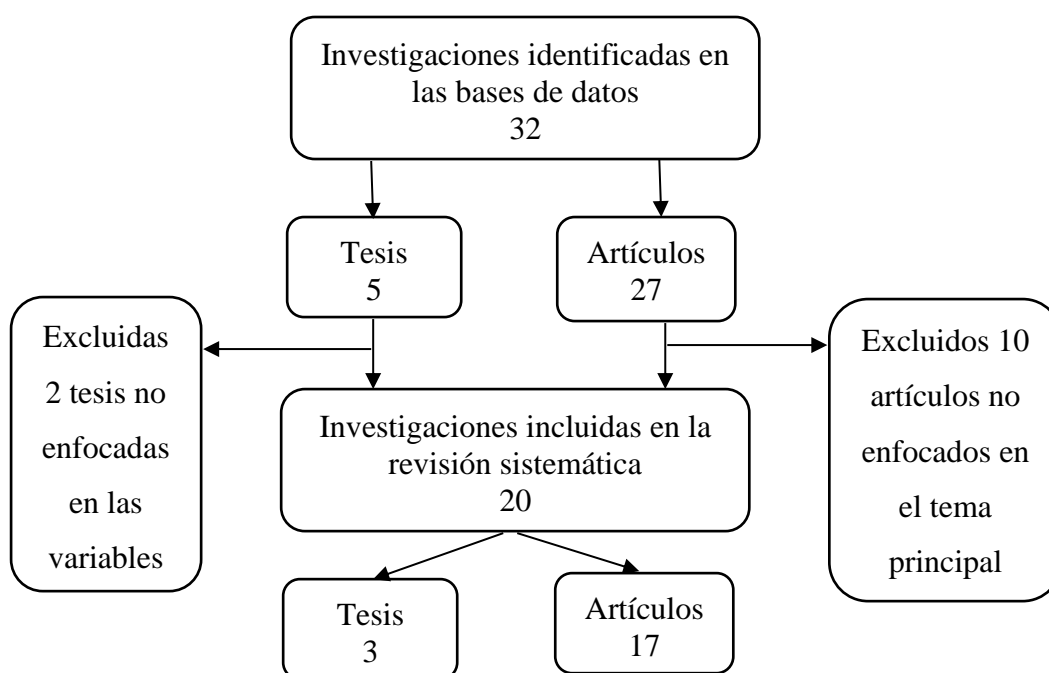 Investigaciones identificadas en
las bases de datos
32
Tesis
5
Artículos
27
Excluidas
2 tesis no
enfocadas
en las
variables
Excluidos 10
artículos no
enfocados en
el tema
principal
Investigaciones incluidas en la
revisión sistemática
20
Tesis
3
Artículos
17